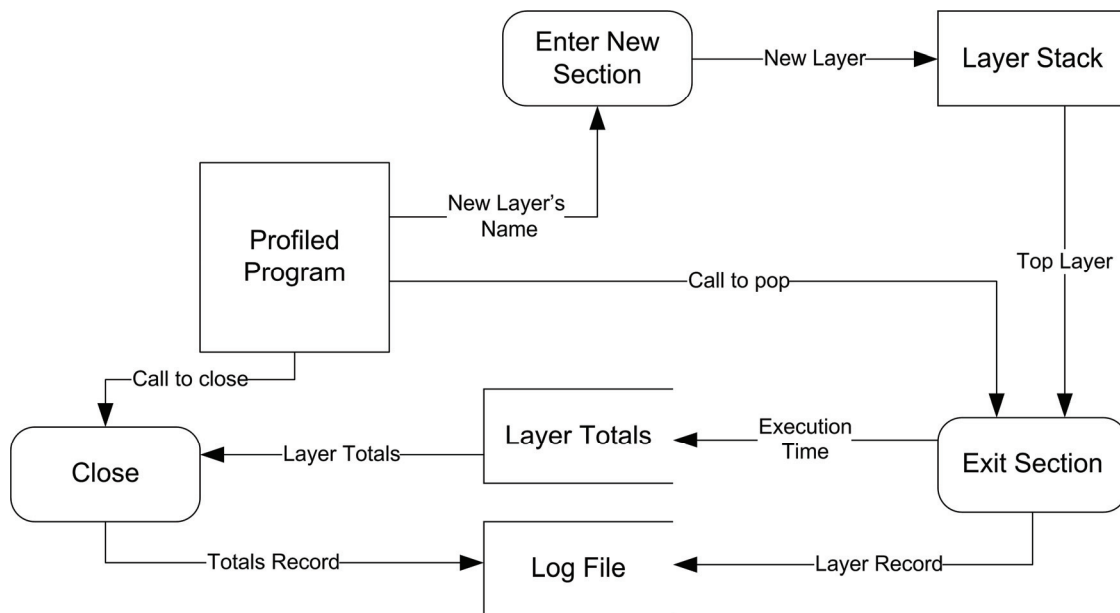 Enter New
Section
New Layer
Layer Stack
Profiled
Program
New Layer’s
Name
Call to pop
Top Layer
Call to close
Close
Layer Totals
Layer Totals
Execution
Time
Exit Section
Totals Record
Log File
Layer Record